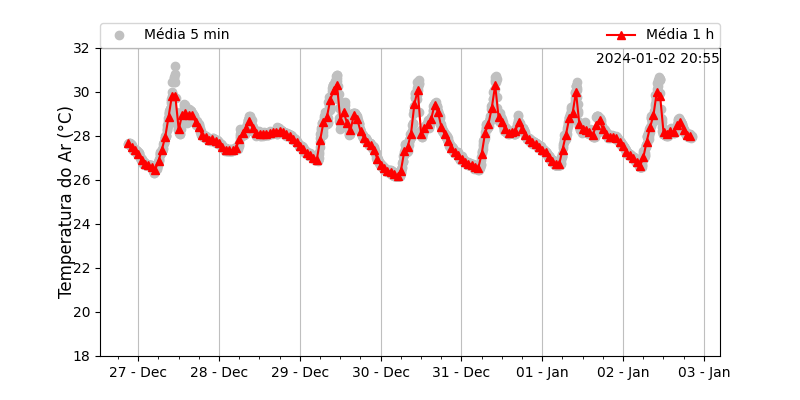 Média 5 min
Média 1 h
2024-01-02 20:55
Temperatura do Ar (°C)
32
30
28
26
24
22
20
18
27 - Dec
28 - Dec
29 - Dec
30 - Dec
31 - Dec
01 - Jan
02 - Jan
03 - Jan